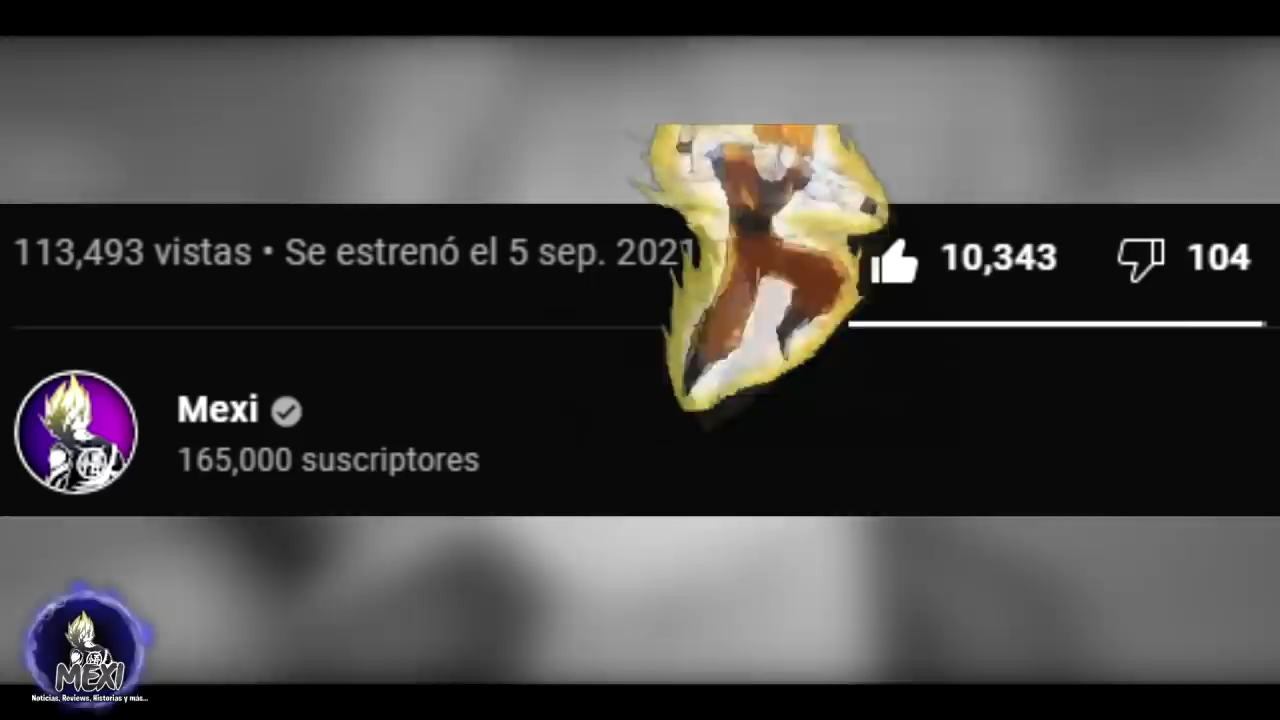 113,493 vistas • Se estrenó el 5 sep. 2021
10,343
104
Mexi
165,000 suscriptores
MEXI
Noticias, Reviews, Historias y más...